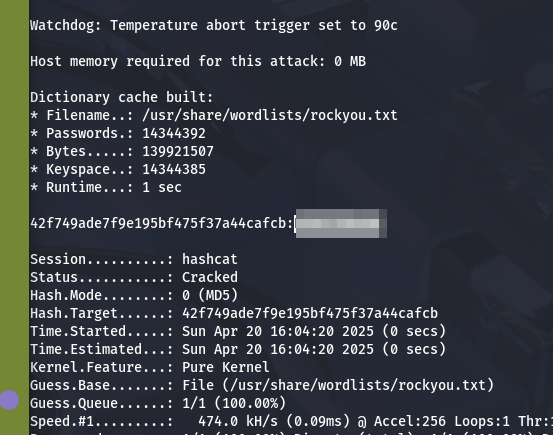 Watchdog: Temperature abort trigger set to 90c
Host memory required for this attack: 0 MB
Dictionary cache built:
* Filename..: /usr/share/wordlists/rockyou.txt
* Passwords.: 14344392
* Bytes.....: 139921507
* Keyspace..: 14344385
* Runtime...: 1 sec
42f749ade7f9e195bf475f37a44cafcb:
Session..........: hashcat
Status...........: Cracked
Hash.Mode........: 0 (MD5)
Hash.Target......: 42f749ade7f9e195bf475f37a44cafcb
Time.Started.....: Sun Apr 20 16:04:20 2025 (0 secs)
Time.Estimated...: Sun Apr 20 16:04:20 2025 (0 secs)
Kernel.Feature...: Pure Kernel
Guess.Base.......: File (/usr/share/wordlists/rockyou.txt)
Guess.Queue......: 1/1 (100.00%)
Speed.#1.........:   474.0 kH/s (0.09ms) @ Accel:256 Loops:1 Thr: